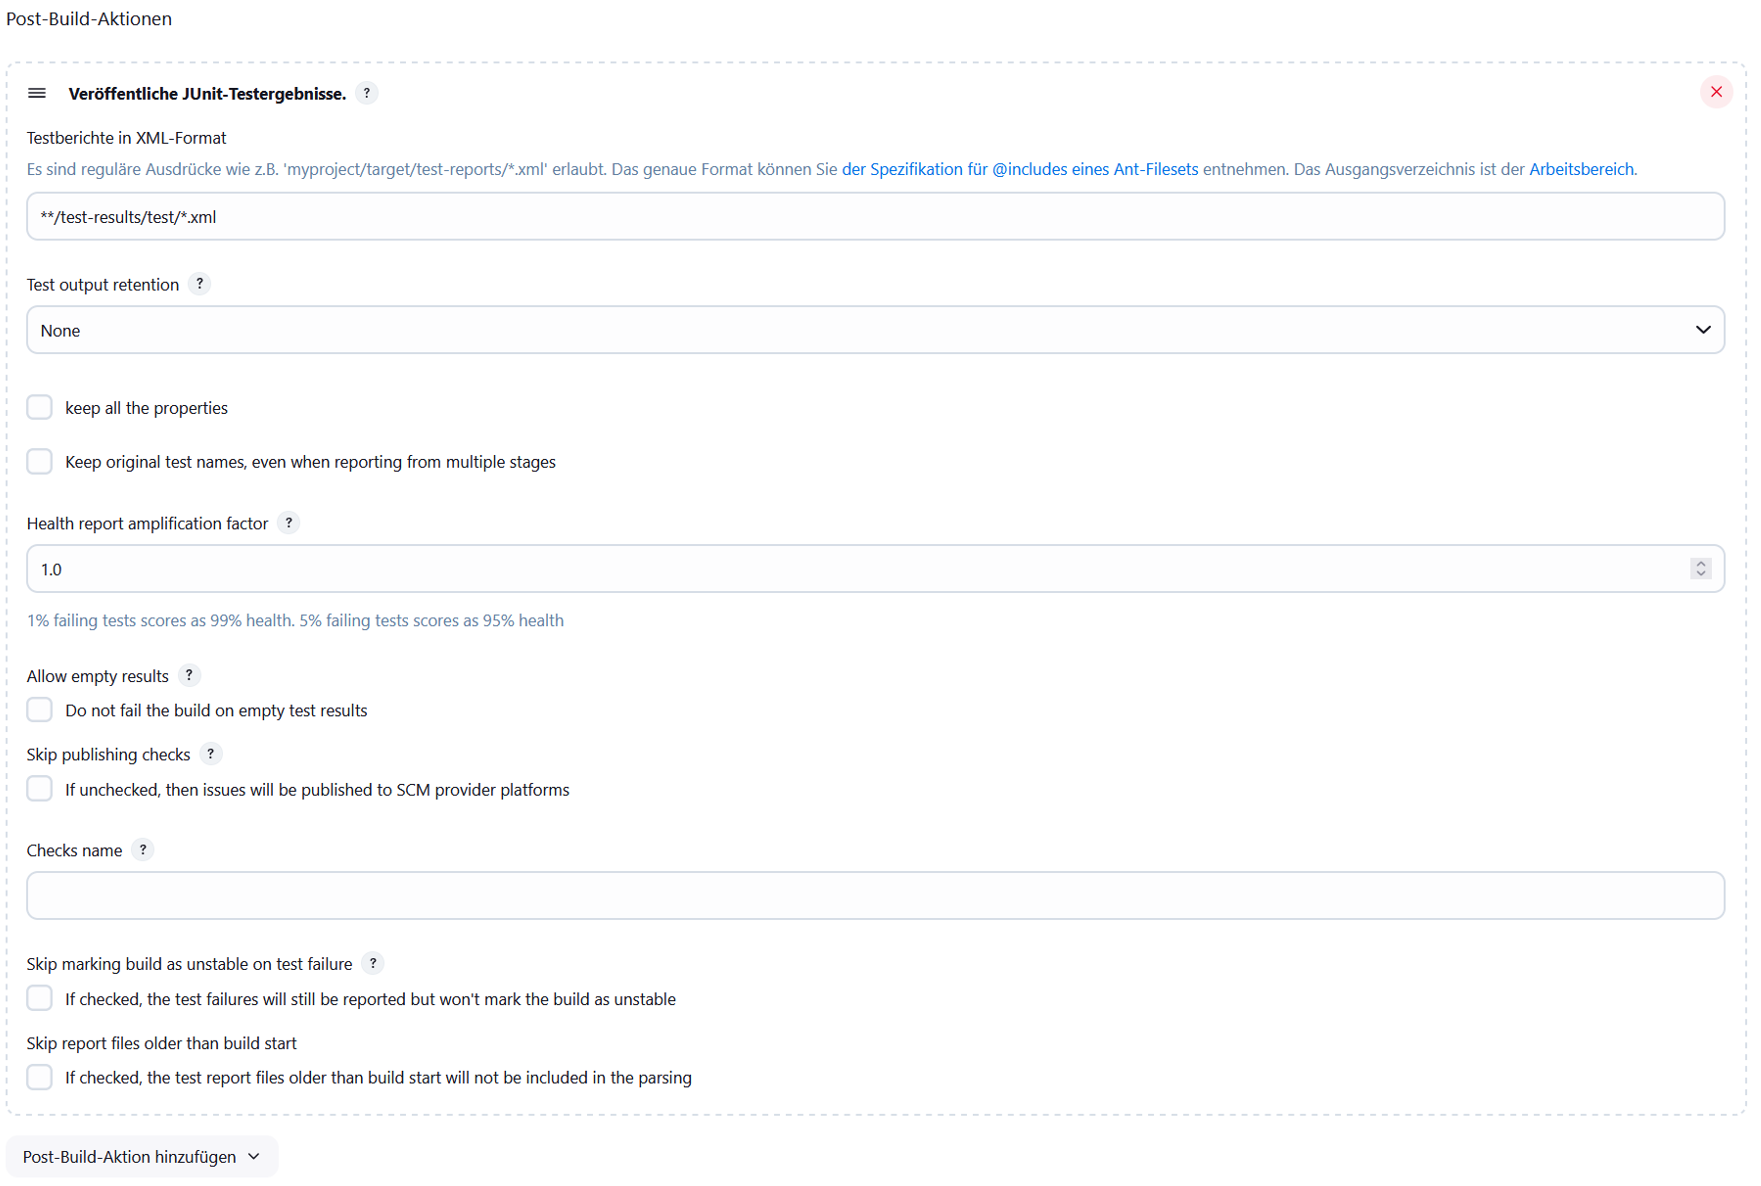 Post-Build-Aktionen
Veröffentliche JUnit-Testergebnisse. ?
Testberichte in XML-Format
Es sind reguläre Ausdrücke wie z.B. 'myproject/target/test-reports/*.xml' erlaubt. Das genaue Format können Sie der Spezifikation für @includes eines Ant-Filesets entnehmen. Das Ausgangsverzeichnis ist der Arbeitsbereich.
**/test-results/test/*.xml
Test output retention ?
None
keep all the properties
Keep original test names, even when reporting from multiple stages
Health report amplification factor ?
1.0
1% failing tests scores as 99% health. 5% failing tests scores as 95% health
Allow empty results ?
Do not fail the build on empty test results
Skip publishing checks ?
If unchecked, then issues will be published to SCM provider platforms
Checks name ?
Skip marking build as unstable on test failure ?
If checked, the test failures will still be reported but won't mark the build as unstable
Skip report files older than build start
If checked, the test report files older than build start will not be included in the parsing
Post-Build-Aktion hinzufügen